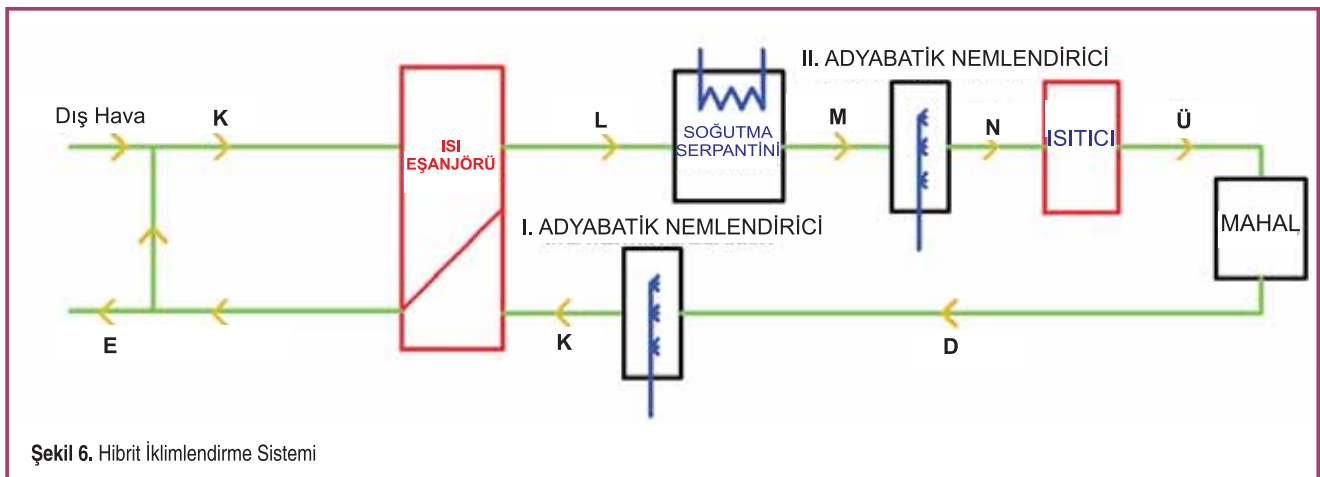 II. ADYABATİK NEMLENDİRİCİ
Dış Hava
K
L
M
N
Ü
ISI
EŞANJÖRÜ
SOĞUTMA
SERPANTİNİ
ISITICI
I. ADYABATİK NEMLENDİRİCİ
MAHAL
E
K
D
Şekil 6. Hibrit İklimlendirme Sistemi